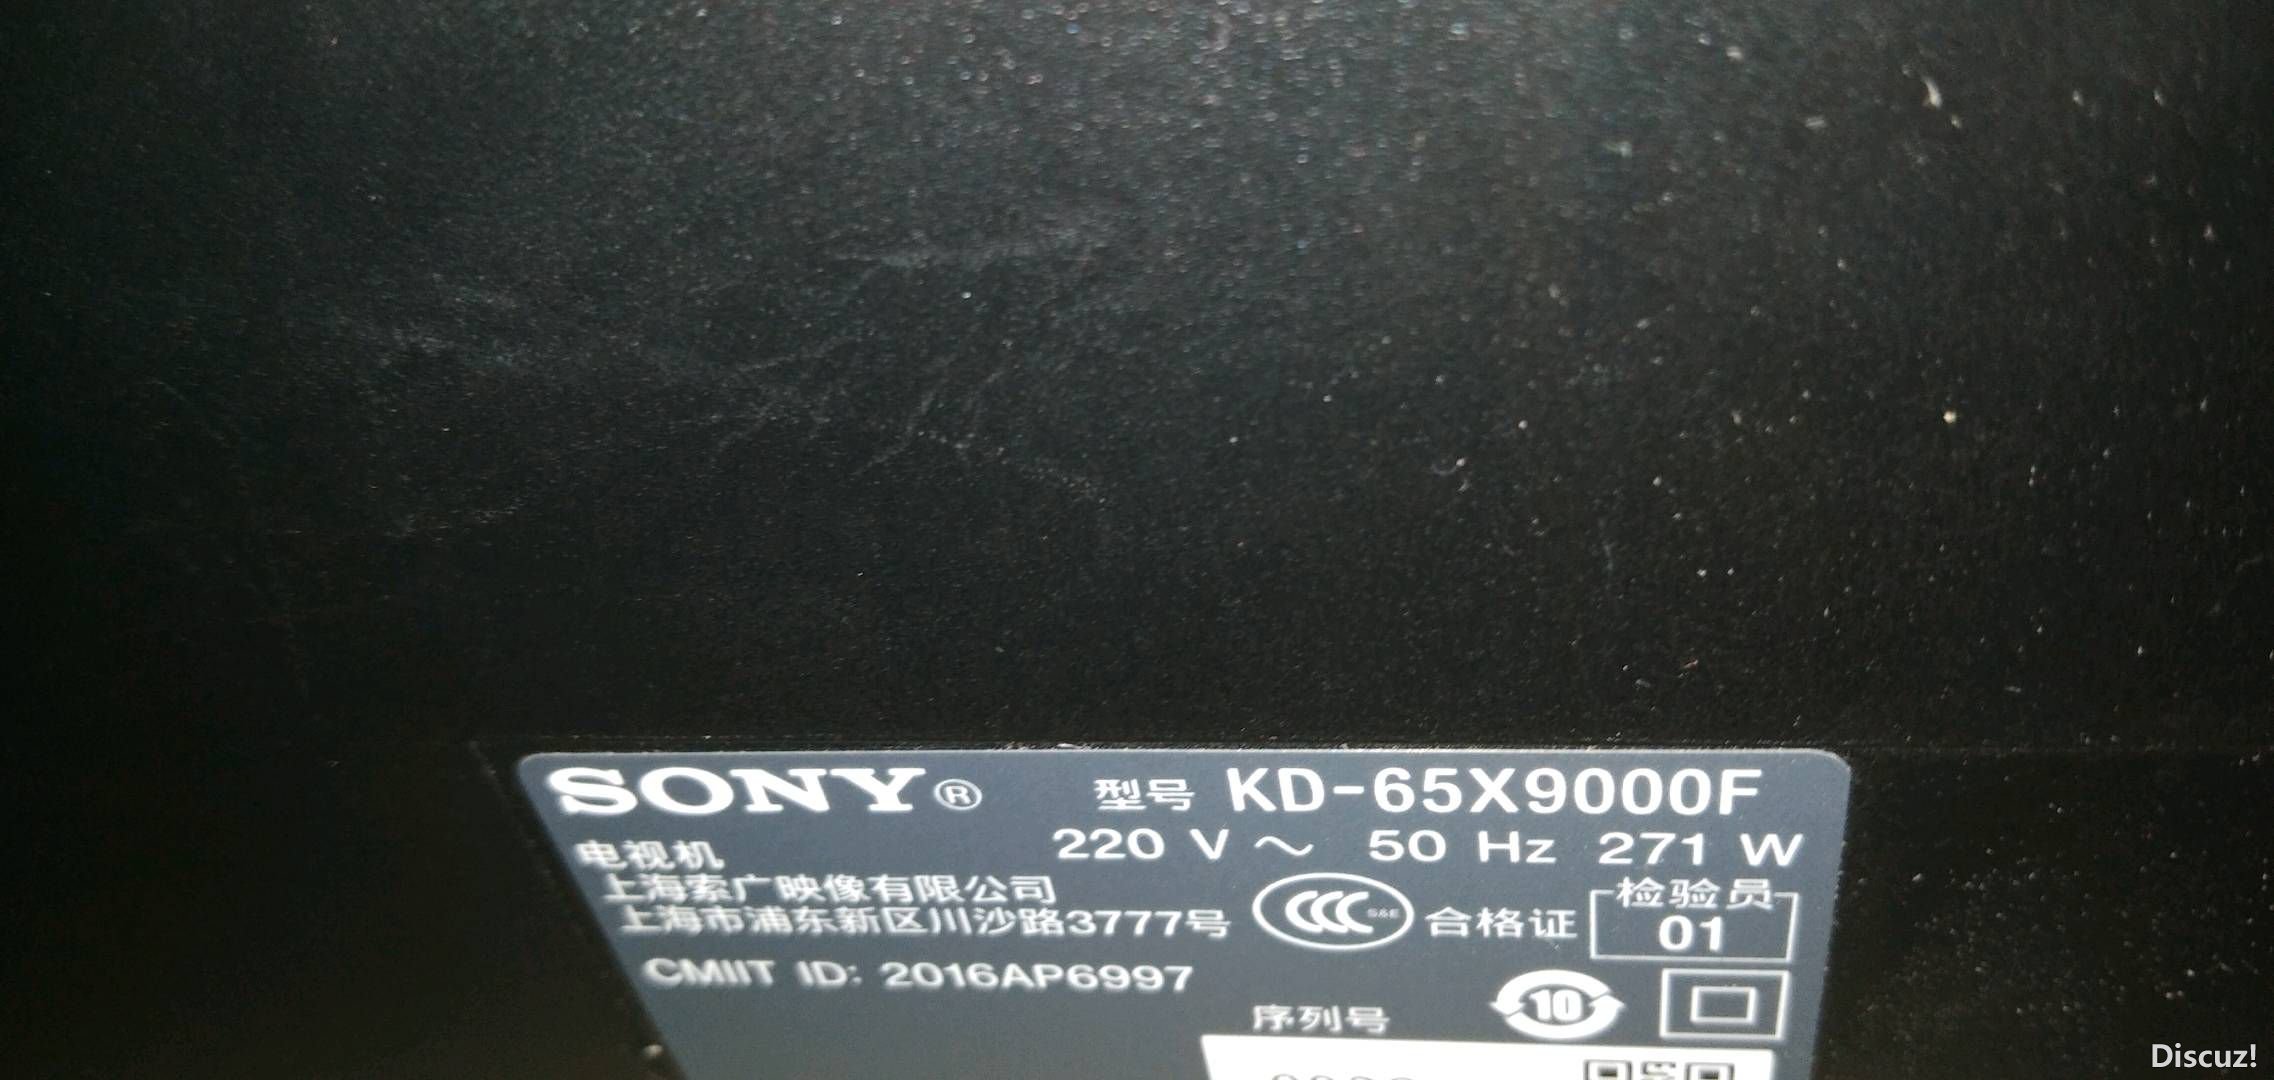 SONY® 型号 KD-65X9000F
电视机 220 V ~ 50 Hz 271 W
上海索广映像有限公司
上海市浦东新区川沙路3777号
CCC S&E 合格证
检验员
01
CMIIT ID: 2016AP6997
10
序列号
Discuz!